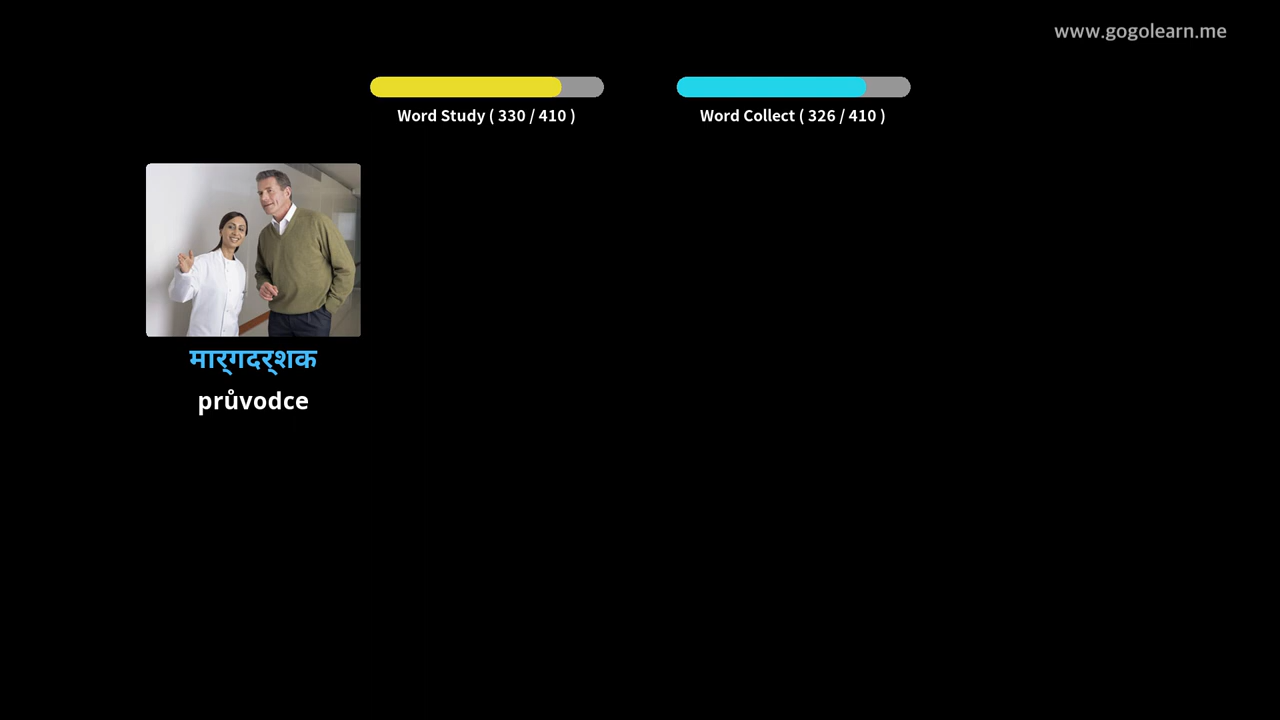 www.gogolearn.me
Word Study ( 330 / 410 )
Word Collect ( 326 / 410 )
मार्गदर्शक
průvodce